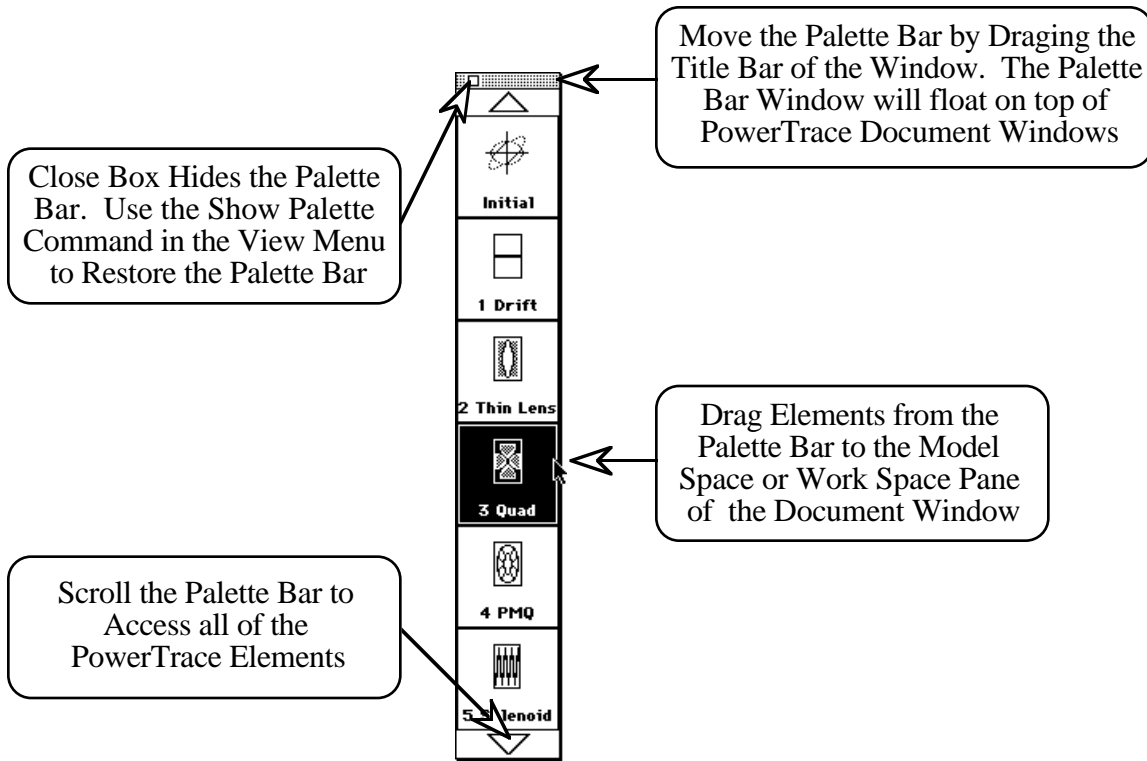 Move the Palette Bar by Draging the
Title Bar of the Window. The Palette
Bar Window will float on top of
PowerTrace Document Windows
Close Box Hides the Palette
Bar. Use the Show Palette
Command in the View Menu
to Restore the Palette Bar
Initial
1 Drift
2 Thin Lens
3 Quad
4 PMQ
5 Solenoid
Drag Elements from the
Palette Bar to the Model
Space or Work Space Pane
of the Document Window
Scroll the Palette Bar to
Access all of the
PowerTrace Elements